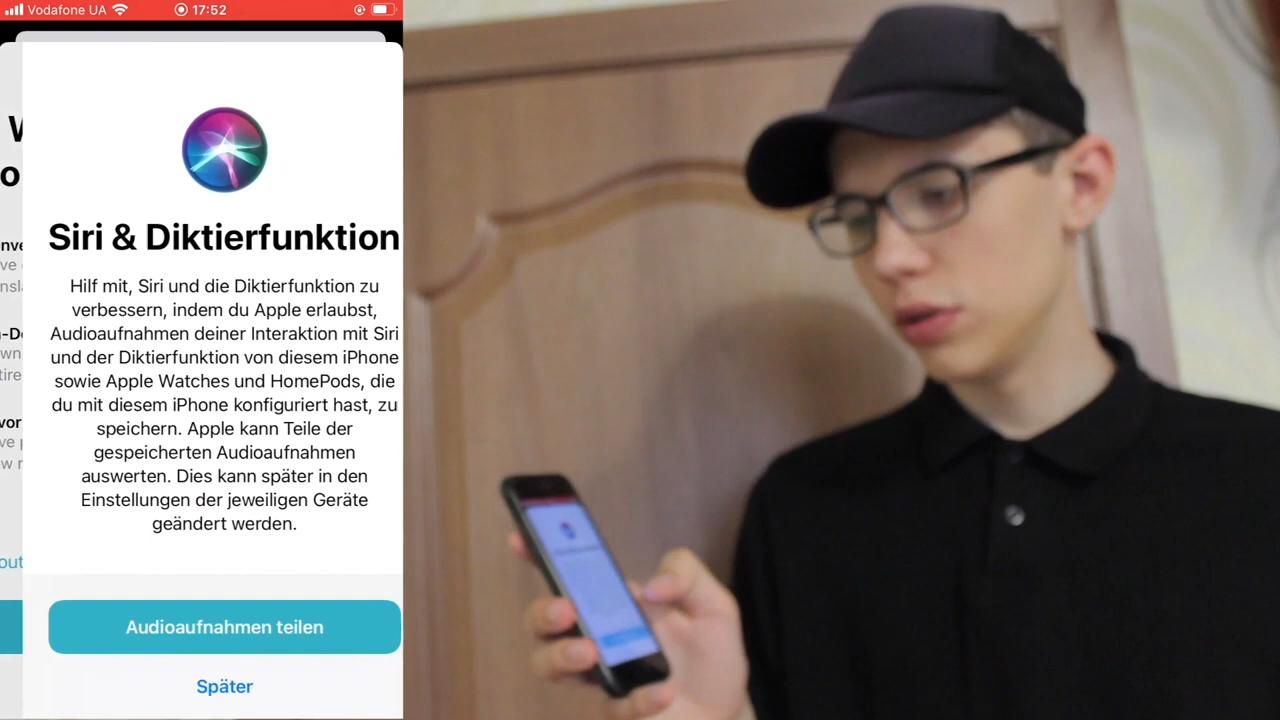 Vodafone UA
17:52
W
o
Siri & Diktierfunktion
Hilf mit, Siri und die Diktierfunktion zu
verbessern, indem du Apple erlaubst,
Audioaufnahmen deiner Interaktion mit Siri
und der Diktierfunktion von diesem iPhone
sowie Apple Watches und HomePods, die
du mit diesem iPhone konfiguriert hast, zu
speichern. Apple kann Teile der
gespeicherten Audioaufnahmen
auswerten. Dies kann später in den
Einstellungen der jeweiligen Geräte
geändert werden.
out
Audioaufnahmen teilen
Später